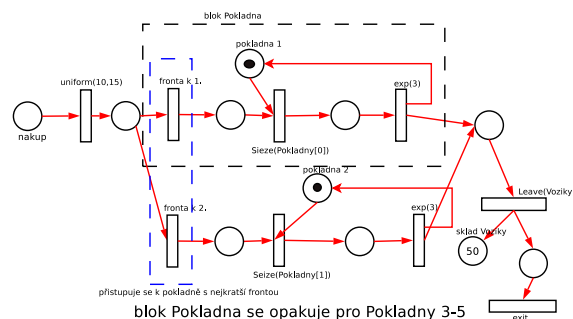 blok Pokladna
pokladna 1
uniform(10,15)
fronta k 1.
exp(3)
nakup
Sieze(Pokladny[0])
pokladna 2
Leave(Voziky
fronta k 2.
exp(3)
sklad Voziky
50
Seize(Pokladny[1])
přistupuje se k pokladně s nejkratší frontou
blok Pokladna se opakuje pro Pokladny 3-5
exit